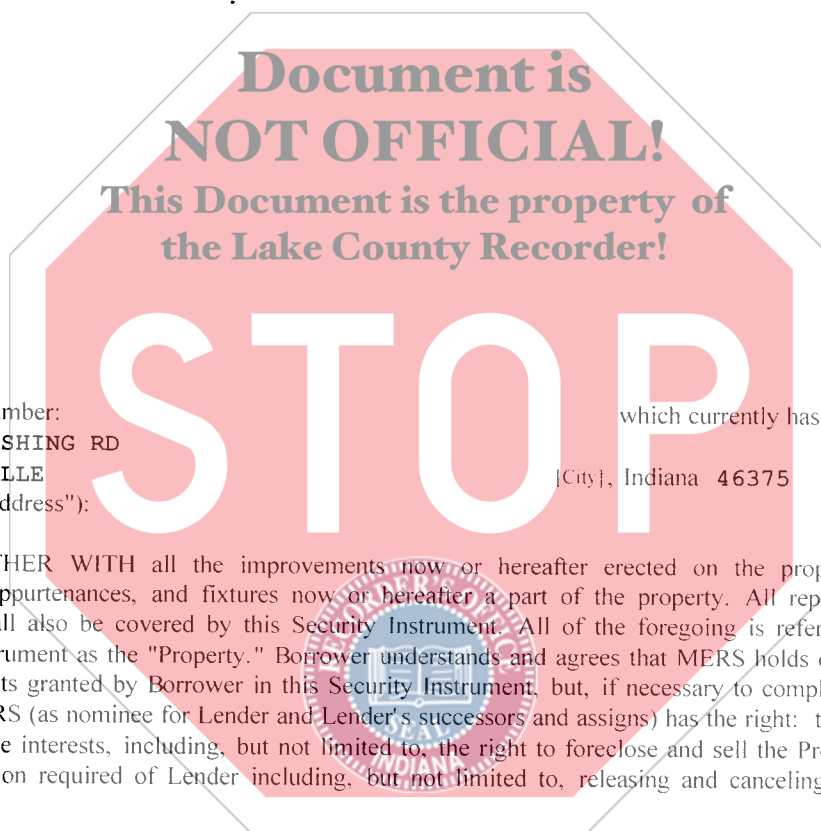 Document is
NOT OFFICIAL!
This Document is the property of
the Lake County Recorder!
STOP
mber: which currently has
SHING RD
LLE [City], Indiana 46375
ddress"):
THER WITH all the improvements now or hereafter erected on the prop
ppurtenances, and fixtures now or hereafter a part of the property. All rep
ll also be covered by this Security Instrument. All of the foregoing is refer
rument as the "Property." Borrower understands and agrees that MERS holds
ts granted by Borrower in this Security Instrument, but, if necessary to compl
RS (as nominee for Lender and Lender's successors and assigns) has the right: t
e interests, including, but not limited to, the right to foreclose and sell the Pr
on required of Lender including, but not limited to, releasing and canceling
RECORDER'S OFFICE
SEAL
INDIANA